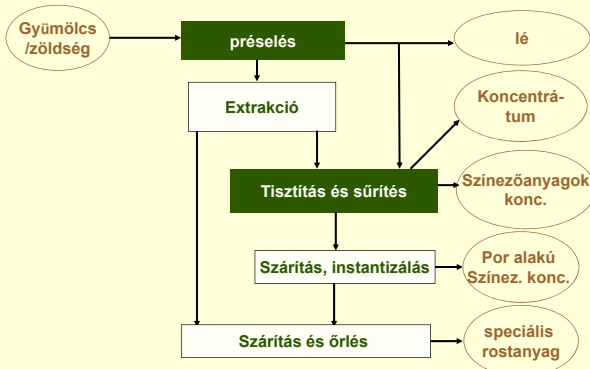 Gyümölcs
/zöldség
préselés
lé
Extrakció
Koncentrá-
tum
Tisztítás és sűrítés
Színezőanyagok
konc.
Szárítás, instantizálás
Por alakú
Színez. konc.
Szárítás és őrlés
speciális
rostanyag